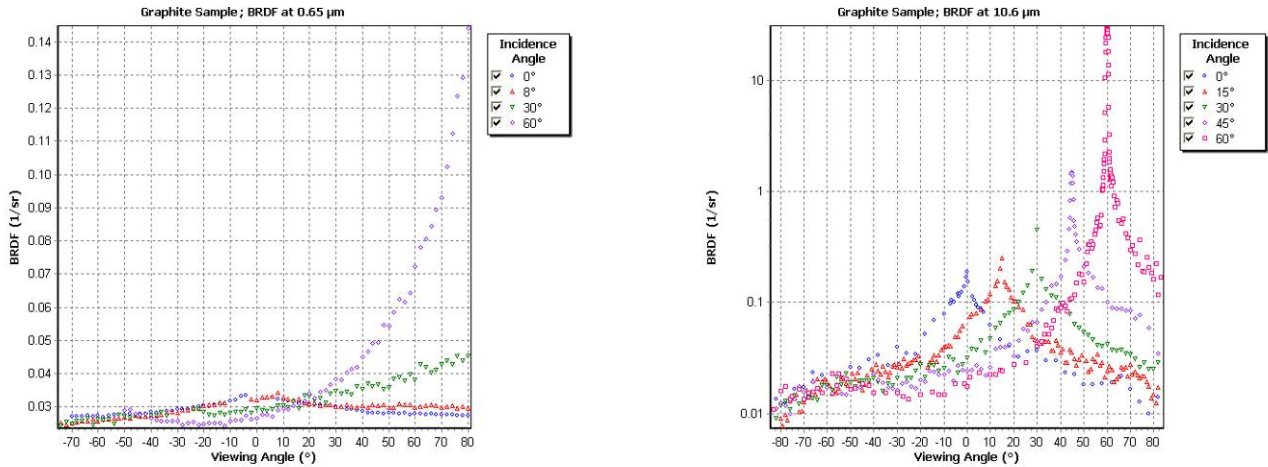 Graphite Sample; BRDF at 0.65 µm
BRDF (1/sr)
0.14
0.13
0.12
0.11
0.10
0.09
0.08
0.07
0.06
0.05
0.04
0.03
-70 -60 -50 -40 -30 -20 -10 0 10 20 30 40 50 60 70 80
Viewing Angle (°)
Incidence
Angle
0°
8°
30°
60°
Graphite Sample; BRDF at 10.6 µm
BRDF (1/sr)
10
1
0.1
0.01
-80 -70 -60 -50 -40 -30 -20 -10 0 10 20 30 40 50 60 70 80
Viewing Angle (°)
Incidence
Angle
0°
15°
30°
45°
60°